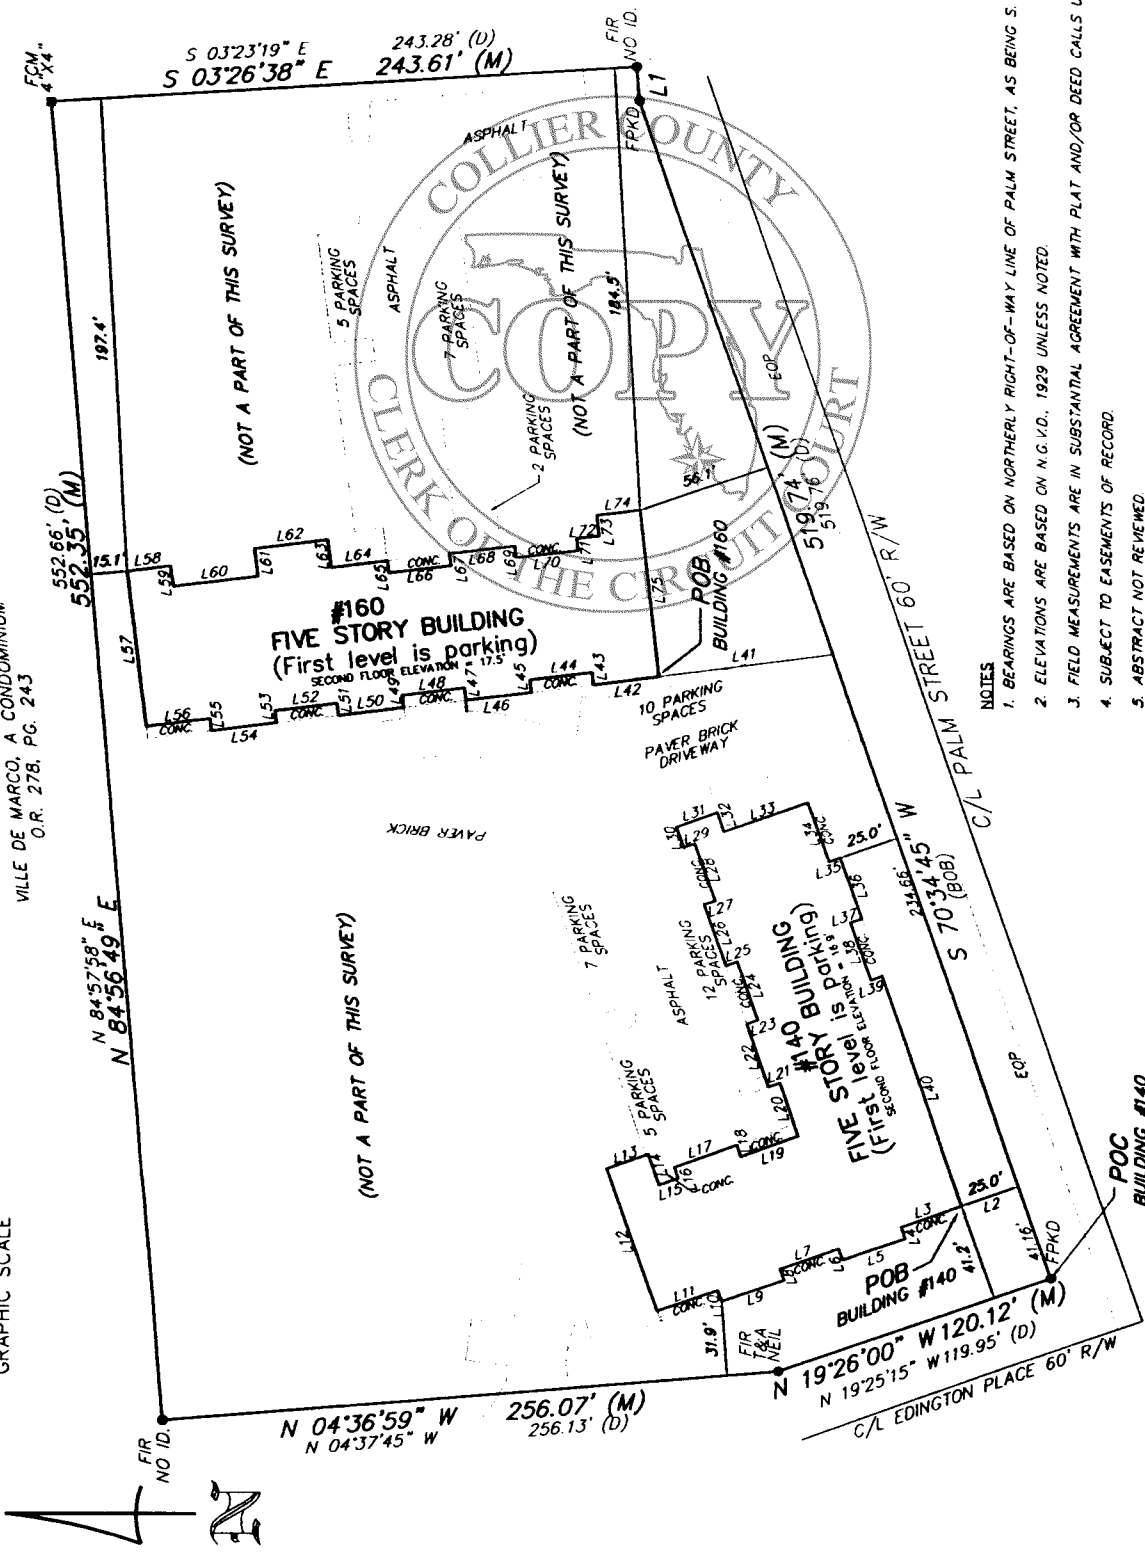 GRAPHIC SCALE
VILLE DE MARCO, A CONDOMINIUM
O.R. 278, PG. 243
N
FIR
NO ID.
N 84°57'58" E
N 84°56'49" E
552.66' (D)
552.35' (M)
FCM
4"X4"
S 03°23'19" E 243.28' (D)
S 03°26'38" E 243.61' (M)
FIR
NO ID.
L1
FPKD
197.4'
15.1'
184.5'
(NOT A PART OF THIS SURVEY)
(NOT A PART OF THIS SURVEY)
(NOT A PART OF THIS SURVEY)
ASPHALT
5 PARKING
SPACES
ASPHALT
7 PARKING
SPACES
2 PARKING
SPACES
COLLIER COUNTY
COPY
CLERK OF THE CIRCUIT COURT
L57
L58
L59
L60
L61
L62
L63
L64
L65
CONC.
L66
L67
L68
L69
CONC.
L70
L71
L72
L73
L74
L75
#160
FIVE STORY BUILDING
(First level is parking)
SECOND FLOOR ELEVATION = 17.5'
L56
CONC.
L55
L54
L53
L52
CONC.
L51
L50
L49
L48
CONC.
L47
L46
L45
L44
CONC.
L43
L42
L41
POB
BUILDING #160
56.1'
519.74' (M)
519.76' (D)
EOP
10 PARKING
SPACES
PAVER BRICK
DRIVEWAY
PAVER BRICK
7 PARKING
SPACES
ASPHALT
12 PARKING
SPACES
5 PARKING
SPACES
L30
L31
L32
L29
L33
CONC.
L28
L27
L26
L25
CONC.
L24
L23
L22
L21
L20
L34
CONC.
L35
L36
L37
L38
CONC.
L39
L40
25.0'
234.66'
S 70°34'45" W
(BOB)
C/L PALM STREET 60' R/W
#140
FIVE STORY BUILDING
(First level is parking)
SECOND FLOOR ELEVATION = 16.9'
L12
L13
L14
L15
L16
CONC.
L17
L18
CONC.
L19
L11
CONC.
L10
L9
L8
L7
CONC.
L6
L5
L4
L3
CONC.
L2
25.0'
31.9'
41.2'
41.16'
FIR
T&A
NEIL
POB
BUILDING #140
FPKD
EOP
POC
BUILDING #140
N 04°36'59" W 256.07' (M)
N 04°37'45" W 256.13' (D)
N 19°26'00" W 120.12' (M)
N 19°25'15" W 119.95' (D)
C/L EDINGTON PLACE 60' R/W
NOTES
1. BEARINGS ARE BASED ON NORTHERLY RIGHT-OF-WAY LINE OF PALM STREET, AS BEING S.
2. ELEVATIONS ARE BASED ON N.G.V.D., 1929 UNLESS NOTED.
3. FIELD MEASUREMENTS ARE IN SUBSTANTIAL AGREEMENT WITH PLAT AND/OR DEED CALLS
4. SUBJECT TO EASEMENTS OF RECORD.
5. ABSTRACT NOT REVIEWED.